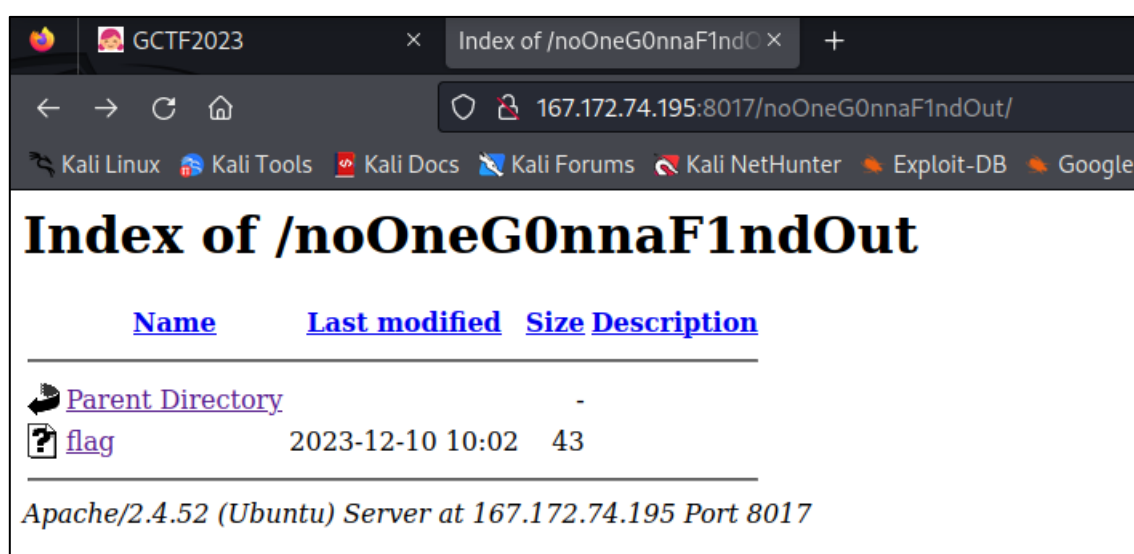 GCTF2023 × Index of /noOneG0nnaF1ndO × +
167.172.74.195:8017/noOneG0nnaF1ndOut/
Kali Linux Kali Tools Kali Docs Kali Forums Kali NetHunter Exploit-DB Google
Index of /noOneG0nnaF1ndOut
Name Last modified Size Description
Parent Directory -
flag 2023-12-10 10:02 43
Apache/2.4.52 (Ubuntu) Server at 167.172.74.195 Port 8017